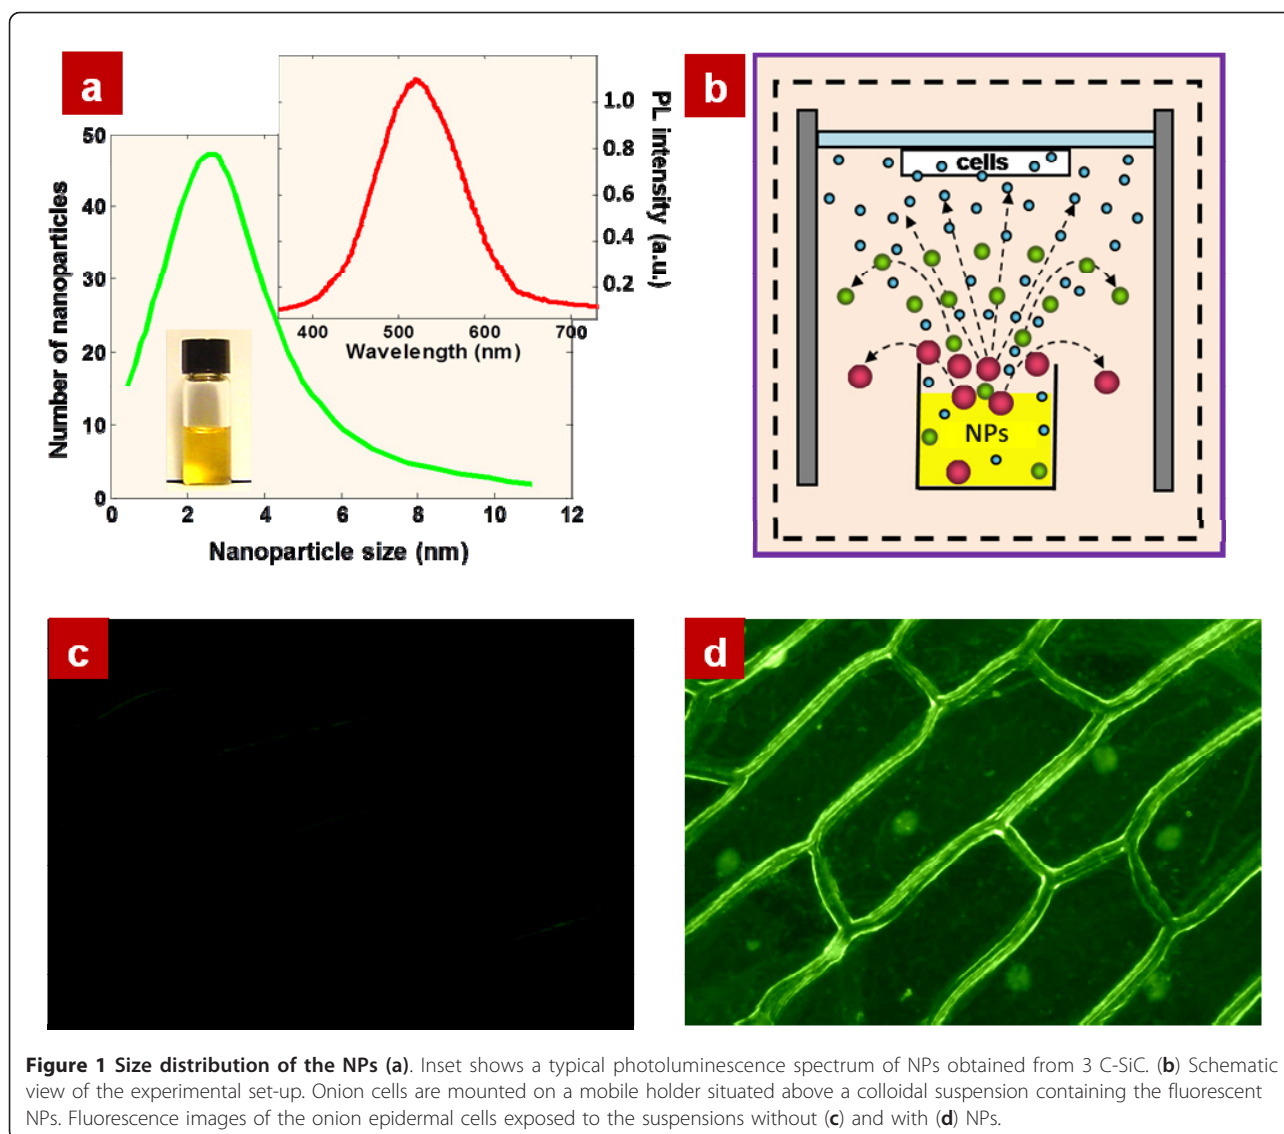 a
50
40
30
20
10
0
0 2 4 6 8 10 12
Number of nanoparticles
Nanoparticle size (nm)
1.0
0.8
0.6
0.4
0.2
PL intensity (a.u.)
400 500 600 700
Wavelength (nm)
b
cells
NPs
c
d
Figure 1 Size distribution of the NPs (a). Inset shows a typical photoluminescence spectrum of NPs obtained from 3 C-SiC. (b) Schematic
view of the experimental set-up. Onion cells are mounted on a mobile holder situated above a colloidal suspension containing the fluorescent
NPs. Fluorescence images of the onion epidermal cells exposed to the suspensions without (c) and with (d) NPs.